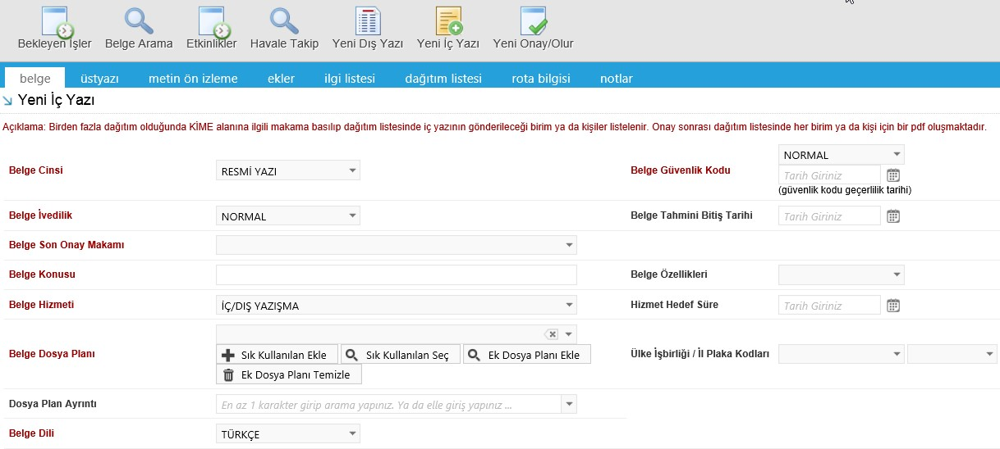 Bekleyen İşler Belge Arama Etkinlikler Havale Takip Yeni Dış Yazı Yeni İç Yazı Yeni Onay/Olur
belge üstyazı metin ön izleme ekler ilgi listesi dağıtım listesi rota bilgisi notlar
Yeni İç Yazı
Açıklama: Birden fazla dağıtım olduğunda KİME alanına ilgili makama basılıp dağıtım listesinde iç yazının gönderileceği birim ya da kişiler listelenir. Onay sonrası dağıtım listesinde her birim ya da kişi için bir pdf oluşmaktadır.
Belge Cinsi RESMİ YAZI Belge Güvenlik Kodu NORMAL
Tarih Giriniz
(güvenlik kodu geçerlilik tarihi)
Belge İvedilik NORMAL Belge Tahmini Bitiş Tarihi Tarih Giriniz
Belge Son Onay Makamı
Belge Konusu Belge Özellikleri
Belge Hizmeti İÇ/DIŞ YAZIŞMA Hizmet Hedef Süre Tarih Giriniz
Belge Dosya Planı Sık Kullanılan Ekle Sık Kullanılan Seç Ek Dosya Planı Ekle Ülke İşbirliği / İl Plaka Kodları
Ek Dosya Planı Temizle
Dosya Plan Ayrıntı En az 1 karakter girip arama yapınız. Ya da elle giriş yapınız ...
Belge Dili TÜRKÇE